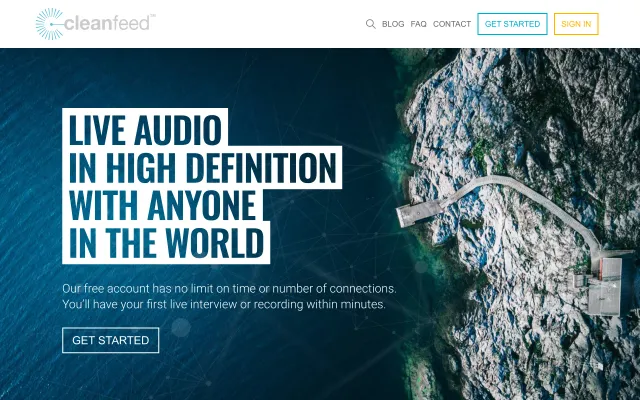 cleanfeed™
BLOG FAQ CONTACT GET STARTED SIGN IN
LIVE AUDIO
IN HIGH DEFINITION
WITH ANYONE
IN THE WORLD
Our free account has no limit on time or number of connections.
You'll have your first live interview or recording within minutes.
GET STARTED